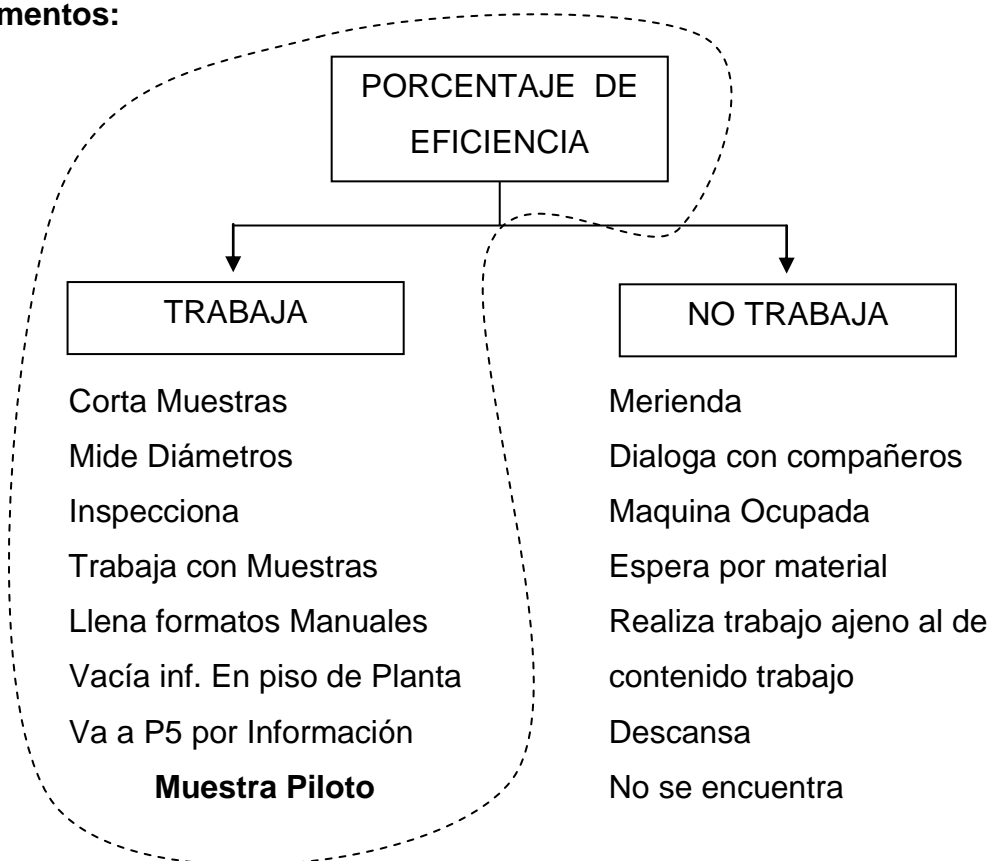 mentos:
PORCENTAJE DE
EFICIENCIA
TRABAJA
Corta Muestras
Mide Diámetros
Inspecciona
Trabaja con Muestras
Llena formatos Manuales
Vacía inf. En piso de Planta
Va a P5 por Información
Muestra Piloto
NO TRABAJA
Merienda
Dialoga con compañeros
Maquina Ocupada
Espera por material
Realiza trabajo ajeno al de
contenido trabajo
Descansa
No se encuentra